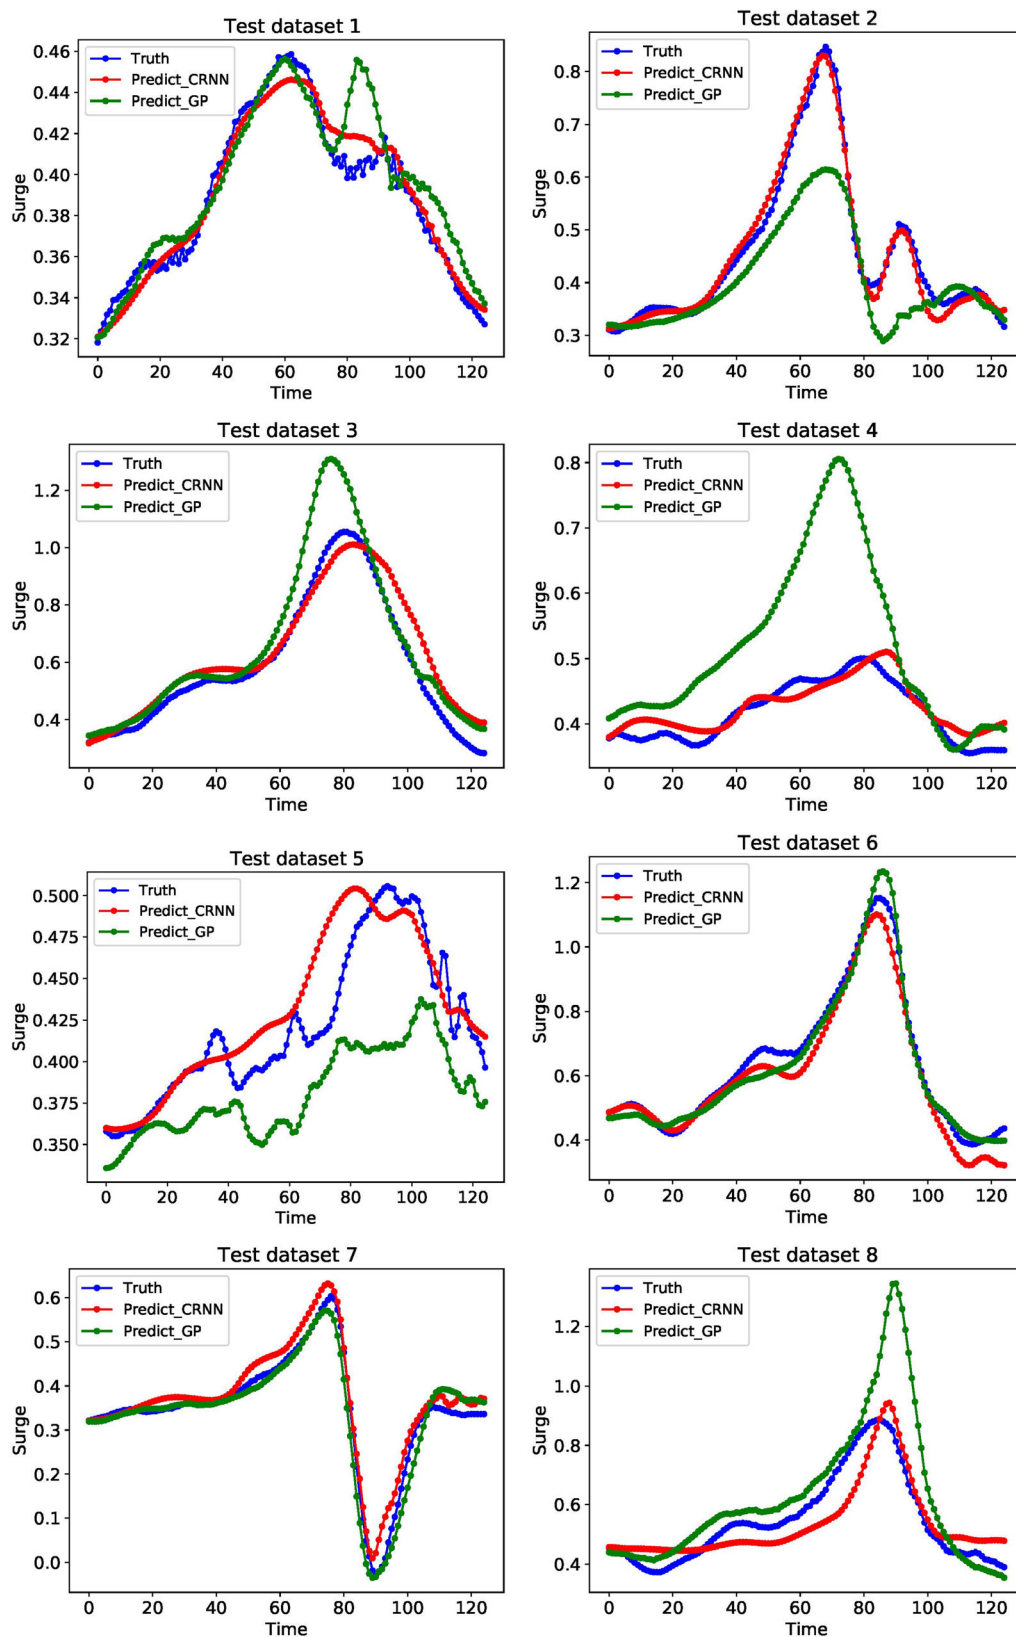 Test dataset 1
Truth
Predict_CRNN
Predict_GP
Surge
0.46
0.44
0.42
0.40
0.38
0.36
0.34
0.32
0 20 40 60 80 100 120
Time
Test dataset 2
Truth
Predict_CRNN
Predict_GP
Surge
0.8
0.7
0.6
0.5
0.4
0.3
0 20 40 60 80 100 120
Time
Test dataset 3
Truth
Predict_CRNN
Predict_GP
Surge
1.2
1.0
0.8
0.6
0.4
0 20 40 60 80 100 120
Time
Test dataset 4
Truth
Predict_CRNN
Predict_GP
Surge
0.8
0.7
0.6
0.5
0.4
0 20 40 60 80 100 120
Time
Test dataset 5
Truth
Predict_CRNN
Predict_GP
Surge
0.500
0.475
0.450
0.425
0.400
0.375
0.350
0 20 40 60 80 100 120
Time
Test dataset 6
Truth
Predict_CRNN
Predict_GP
Surge
1.2
1.0
0.8
0.6
0.4
0 20 40 60 80 100 120
Time
Test dataset 7
Truth
Predict_CRNN
Predict_GP
Surge
0.6
0.5
0.4
0.3
0.2
0.1
0.0
0 20 40 60 80 100 120
Time
Test dataset 8
Truth
Predict_CRNN
Predict_GP
Surge
1.2
1.0
0.8
0.6
0.4
0 20 40 60 80 100 120
Time